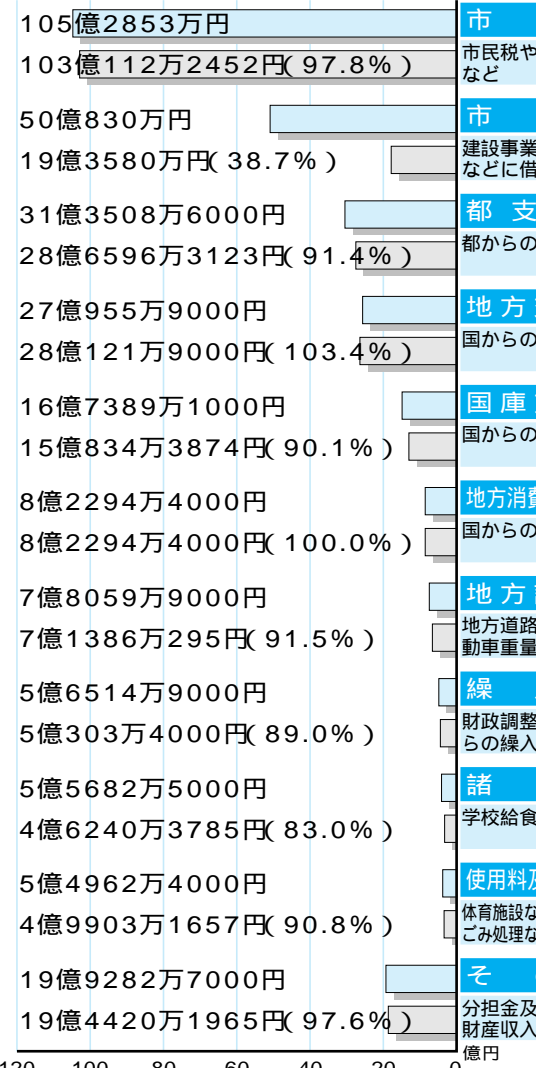 105億2853万円
103億112万2452円(97.8%)
市
市民税や
など
50億830万円
19億3580万円(38.7%)
市
建設事業
などに借
31億3508万6000円
28億6596万3123円(91.4%)
都 支
都からの
27億955万9000円
28億121万9000円(103.4%)
地 方
国からの
16億7389万1000円
15億834万3874円(90.1%)
国 庫
国からの
8億2294万4000円
8億2294万4000円(100.0%)
地方消費
国からの
7億8059万9000円
7億1386万295円(91.5%)
地 方
地方道路
動車重量
5億6514万9000円
5億303万4000円(89.0%)
繰
財政調整
らの繰入
5億5682万5000円
4億6240万3785円(83.0%)
諸
学校給食
5億4962万4000円
4億9903万1657円(90.8%)
使用料及
体育施設な
ごみ処理な
19億9282万7000円
19億4420万1965円(97.6%)
そ
分担金及
財産収入
120 100 80 60 40 20 0 億円